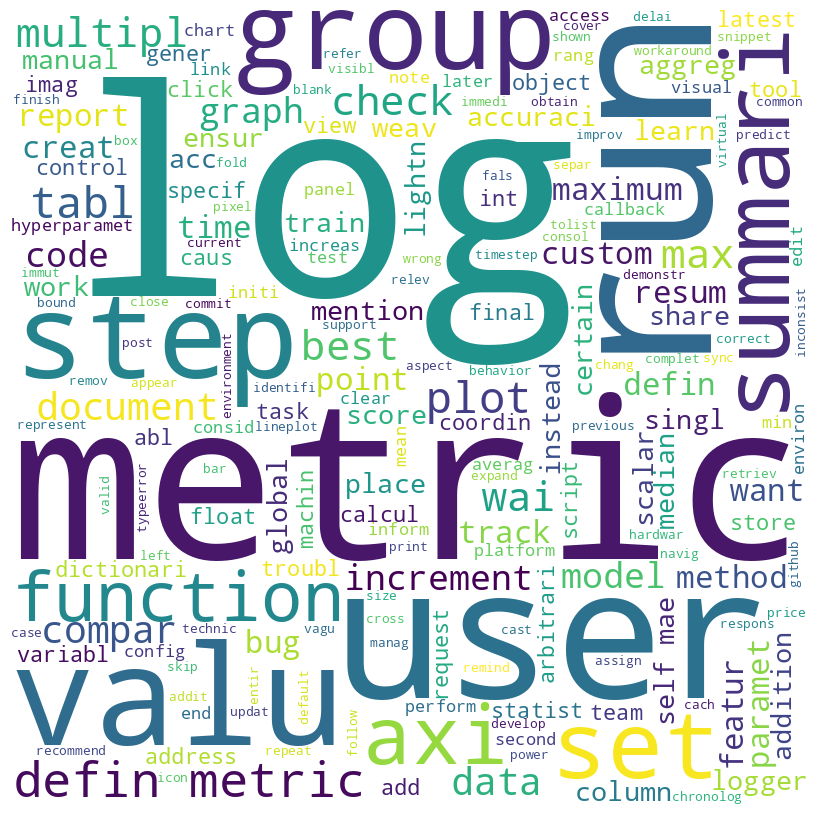 multipl
chart
gener
group
access
cover
shown
delai
workaround
snippet
latest
manual
link
refer
visibl
blank
note
view
weav
later
immedi
rang
obtain
object
run
aggreg
visual
tool
common
imag
finish
click
graph
check
report
log
box
fold
ensur
accuraci
improv
learn
predict
virtual
summari
creat
control
acc
panel
fals
int
separ
maximum
tabl
specif
pixel
train
increas
lightn
callback
hyperparamet
time
current
test
wrong
timestep
tolist
consol
custom
max
edit
code
caus
relev
demonstr
immut
work
initi
mention
final
certain
resum
inconsist
bound
close
commit
support
share
correct
step
post
environment
best
aspect
behavior
chang
complet
sync
remov
appear
identifi
clear
point
plot
instead
defin
document
task
score
coordin
singl
min
environ
represent
abl
consid
lineplot
mean
previous
metric
bar
global
averag
expand
scalar
median
want
retriev
valid
typeerror
float
machin
place
calcul
wai
script
store
inform
track
print
platform
hardwar
navig
left
dictionari
troubl
increment
model
method
github
function
size
case
technic
vagu
cross
request
user
arbitrari
price
respons
compar
bug
manag
cast
self mae
paramet
variabl
config
skip
remind
assign
featur
addition
valu
addit
entir
default
follow
axi
set
end
updat
perform
statist
team
cach
recommend
address
repeat
second
develop
power
icon
defin metric
add
data
column
logger
chronolog